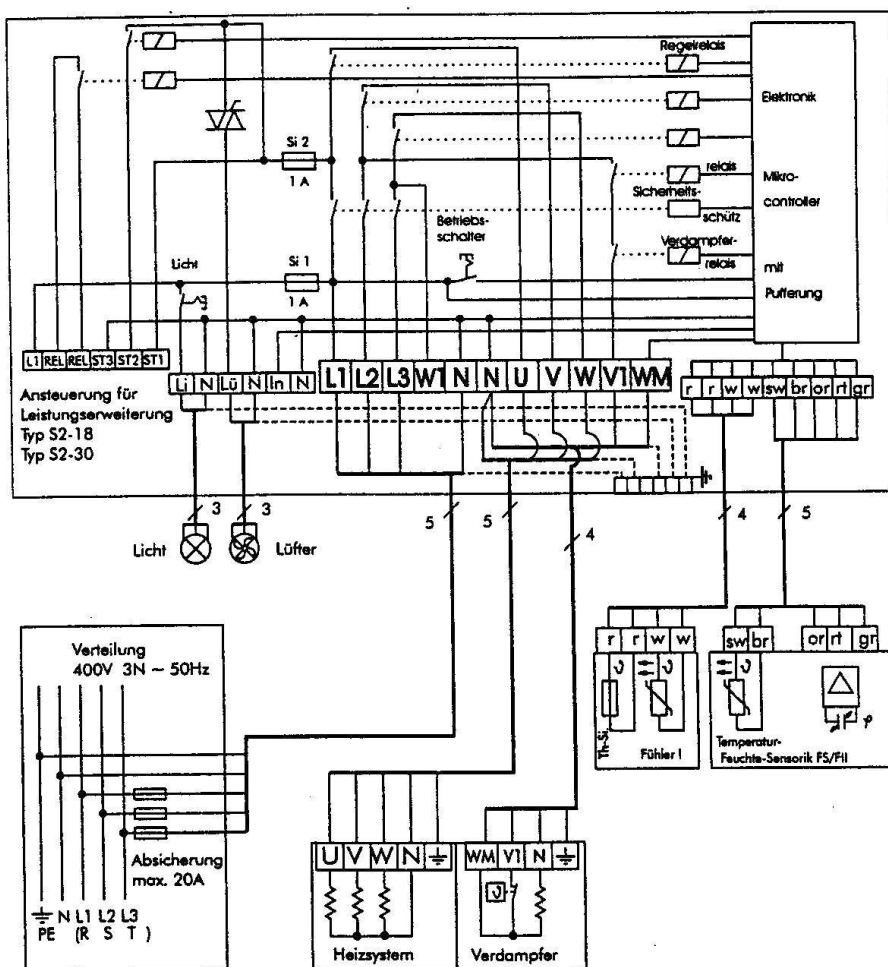 Regelrelais
Elektronik
Si 2
1 A
relais
Mikro-
controller
Sicherheits-
schütz
Betriebs-
schalter
Verdampfer-
relais
mit
Pufferung
Licht
Si 1
1 A
L1 REL REL ST3 ST2 ST1
Li N Lü N In N
L1 L2 L3 W1 N N U V W V1 WM
r r w w sw br or rt gr
Ansteuerung für
Leistungserweiterung
Typ S2-18
Typ S2-30
3 3 5 5 4 4 5
Licht
Lüfter
r r w w
sw br or rt gr
ϑ ϑ ϑ
Th-Si.
Fühler I
Temperatur-
Feuchte-Sensorik FS/FII
φ
Verteilung
400V 3N ~ 50Hz
Absicherung
max. 20A
N L1 L2 L3
PE (R S T )
U V W N
WM V1 N
ϑ
Heizsystem
Verdampfer